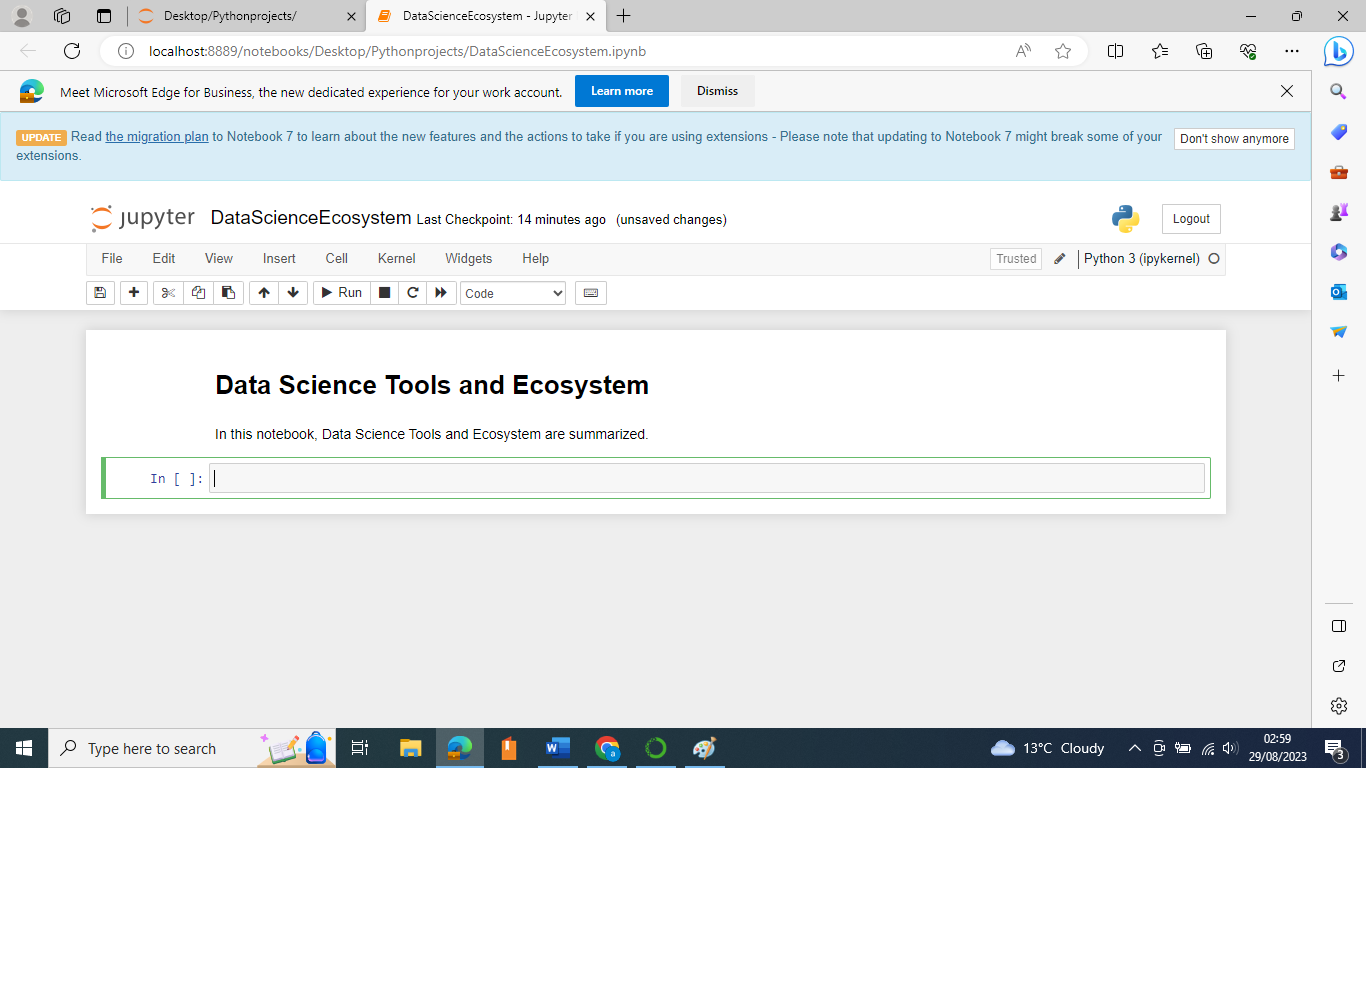 Desktop/Pythonprojects/
DataScienceEcosystem - Jupyter
localhost:8889/notebooks/Desktop/Pythonprojects/DataScienceEcosystem.ipynb
Meet Microsoft Edge for Business, the new dedicated experience for your work account. Learn more Dismiss
UPDATE Read the migration plan to Notebook 7 to learn about the new features and the actions to take if you are using extensions - Please note that updating to Notebook 7 might break some of your Don't show anymore
extensions.
jupyter DataScienceEcosystem Last Checkpoint: 14 minutes ago (unsaved changes) Logout
File Edit View Insert Cell Kernel Widgets Help Trusted Python 3 (ipykernel)
Run Code
Data Science Tools and Ecosystem
In this notebook, Data Science Tools and Ecosystem are summarized.
In [ ]:
Type here to search 13°C Cloudy 02:59
29/08/2023
3